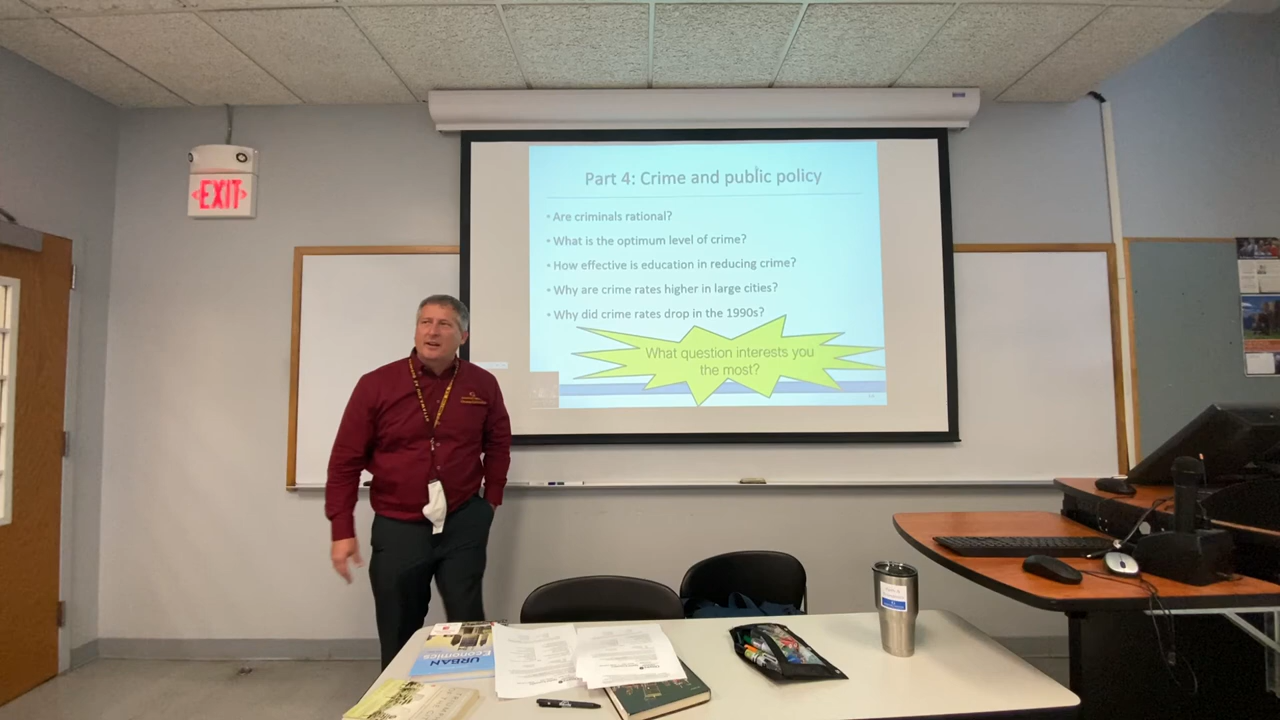 EXIT
Part 4: Crime and public policy
• Are criminals rational?
• What is the optimum level of crime?
• How effective is education in reducing crime?
• Why are crime rates higher in large cities?
• Why did crime rates drop in the 1990s?
What question interests you
the most?
URBAN
Economics